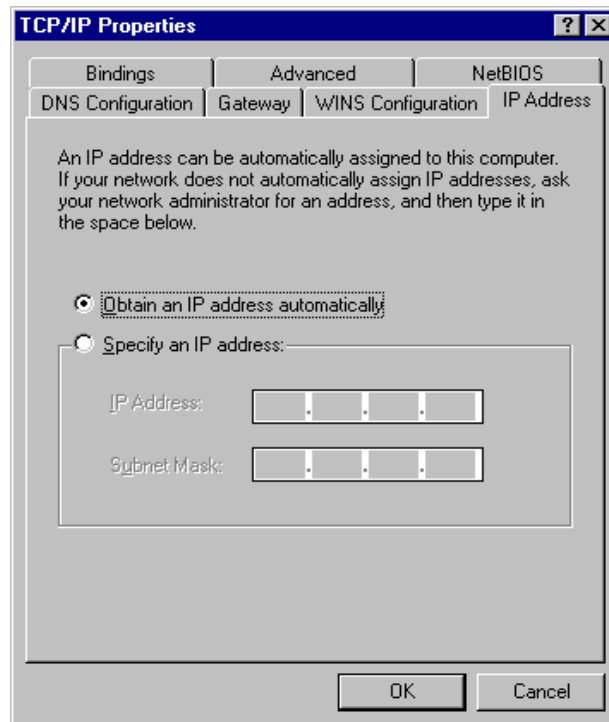 TCP/IP Properties
Bindings
Advanced
NetBIOS
DNS Configuration
Gateway
WINS Configuration
IP Address
An IP address can be automatically assigned to this computer.
If your network does not automatically assign IP addresses, ask
your network administrator for an address, and then type it in
the space below.
Obtain an IP address automatically
Specify an IP address:
IP Address:
Subnet Mask:
OK
Cancel